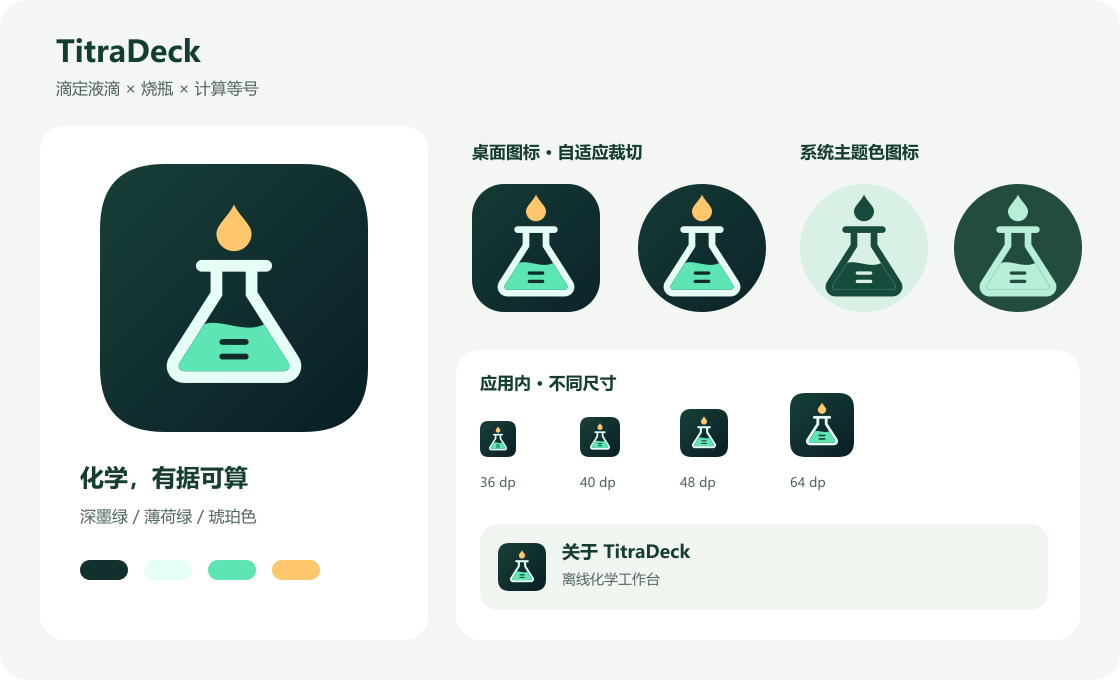 TitraDeck
滴定液滴 × 烧瓶 × 计算等号
化学，有据可算
深墨绿 / 薄荷绿 / 琥珀色
桌面图标 · 自适应裁切
系统主题色图标
应用内 · 不同尺寸
36 dp
40 dp
48 dp
64 dp
关于 TitraDeck
离线化学工作台